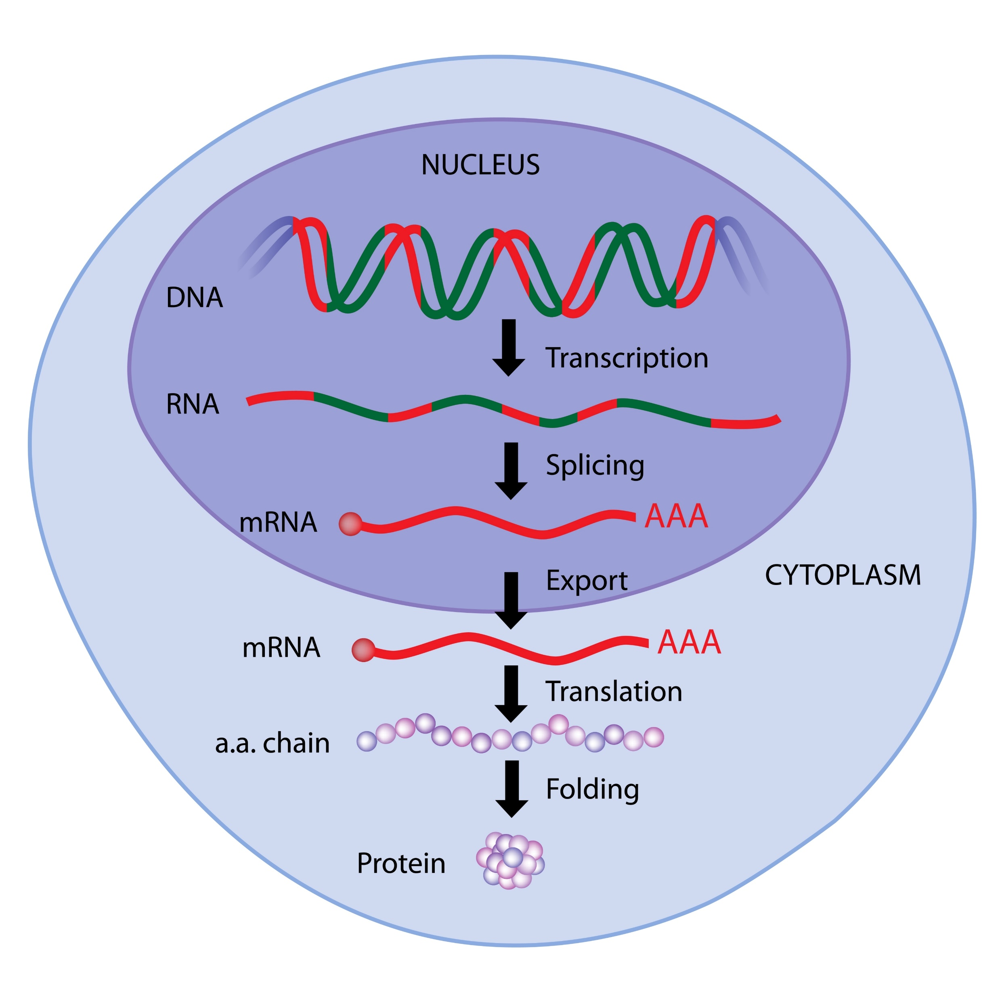 NUCLEUS
DNA
Transcription
RNA
Splicing
mRNA
AAA
Export
CYTOPLASM
mRNA
AAA
Translation
a.a. chain
Folding
Protein